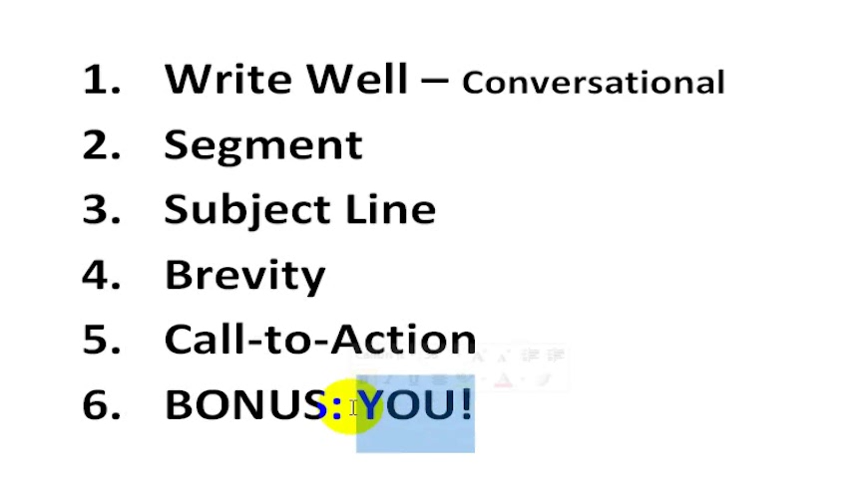 1. Write Well – Conversational
2. Segment
3. Subject Line
4. Brevity
5. Call-to-Action
6. BONUS: YOU!